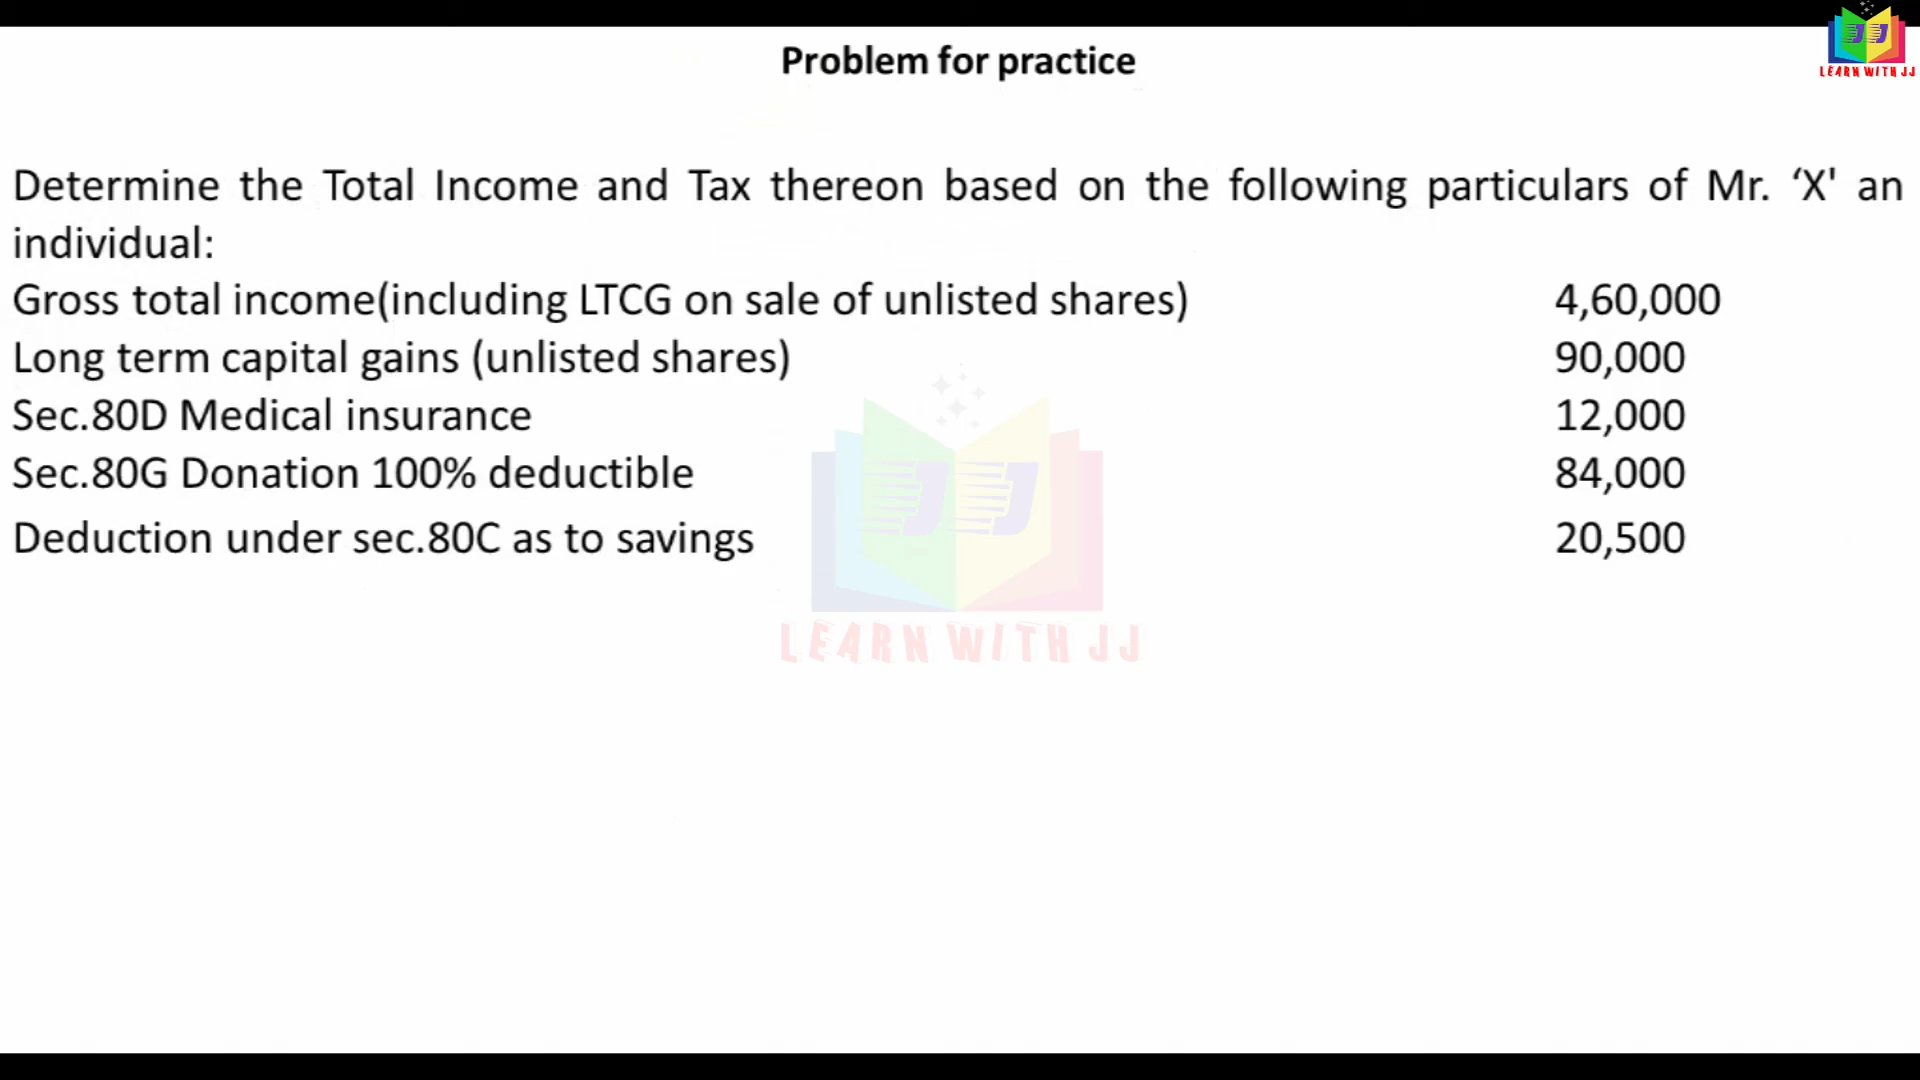 LEARN WITH JJ
Problem for practice
Determine the Total Income and Tax thereon based on the following particulars of Mr. ‘X' an
individual:
Gross total income(including LTCG on sale of unlisted shares) 4,60,000
Long term capital gains (unlisted shares) 90,000
Sec.80D Medical insurance 12,000
Sec.80G Donation 100% deductible 84,000
Deduction under sec.80C as to savings 20,500
JJ
LEARN WITH JJ